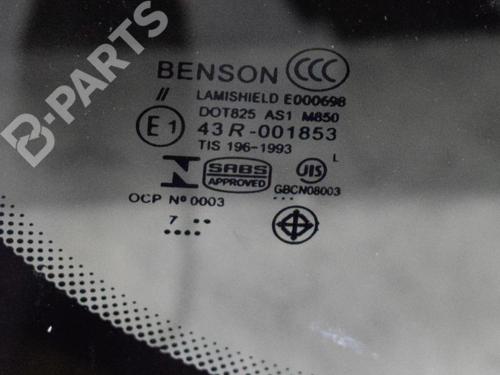 B-PARTS
BENSON CCC
// LAMISHIELD E000698
DOT825 AS1 M850
E1 43R-001853
TIS 196-1993
L
N SABS APPROVED JIS
GBCN08003
OCP Nº 0003
7 .. ....